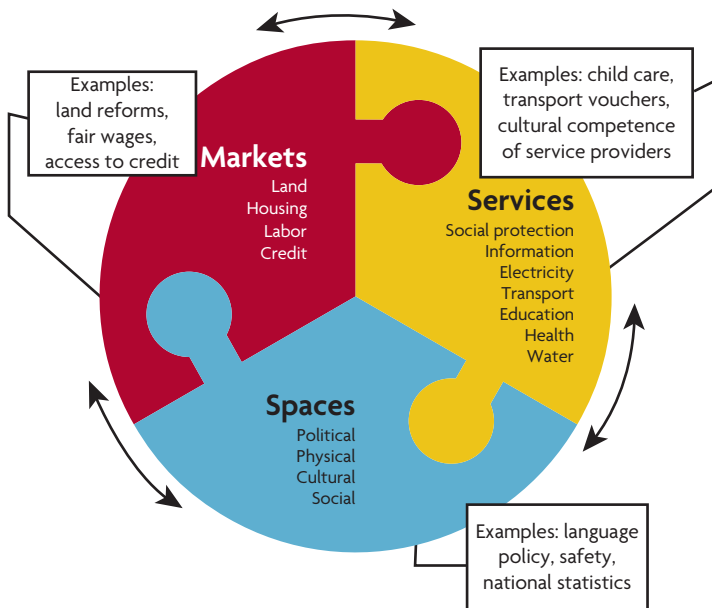 Examples:
land reforms,
fair wages,
access to credit
Examples: child care,
transport vouchers,
cultural competence
of service providers
Markets
Land
Housing
Labor
Credit
Services
Social protection
Information
Electricity
Transport
Education
Health
Water
Spaces
Political
Physical
Cultural
Social
Examples: language
policy, safety,
national statistics